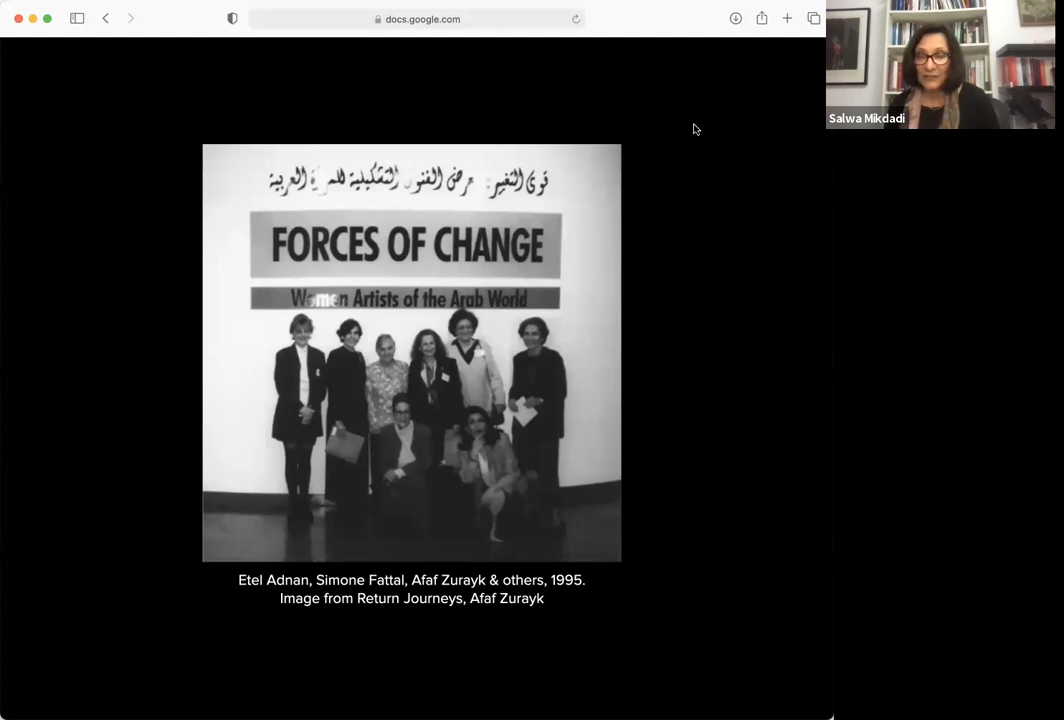 docs.google.com
Salwa Mikdadi
قوى التغيير: عرض الفنون التشكيلية للمرأة العربية
FORCES OF CHANGE
Women Artists of the Arab World
Etel Adnan, Simone Fattal, Afaf Zurayk & others, 1995.
Image from Return Journeys, Afaf Zurayk